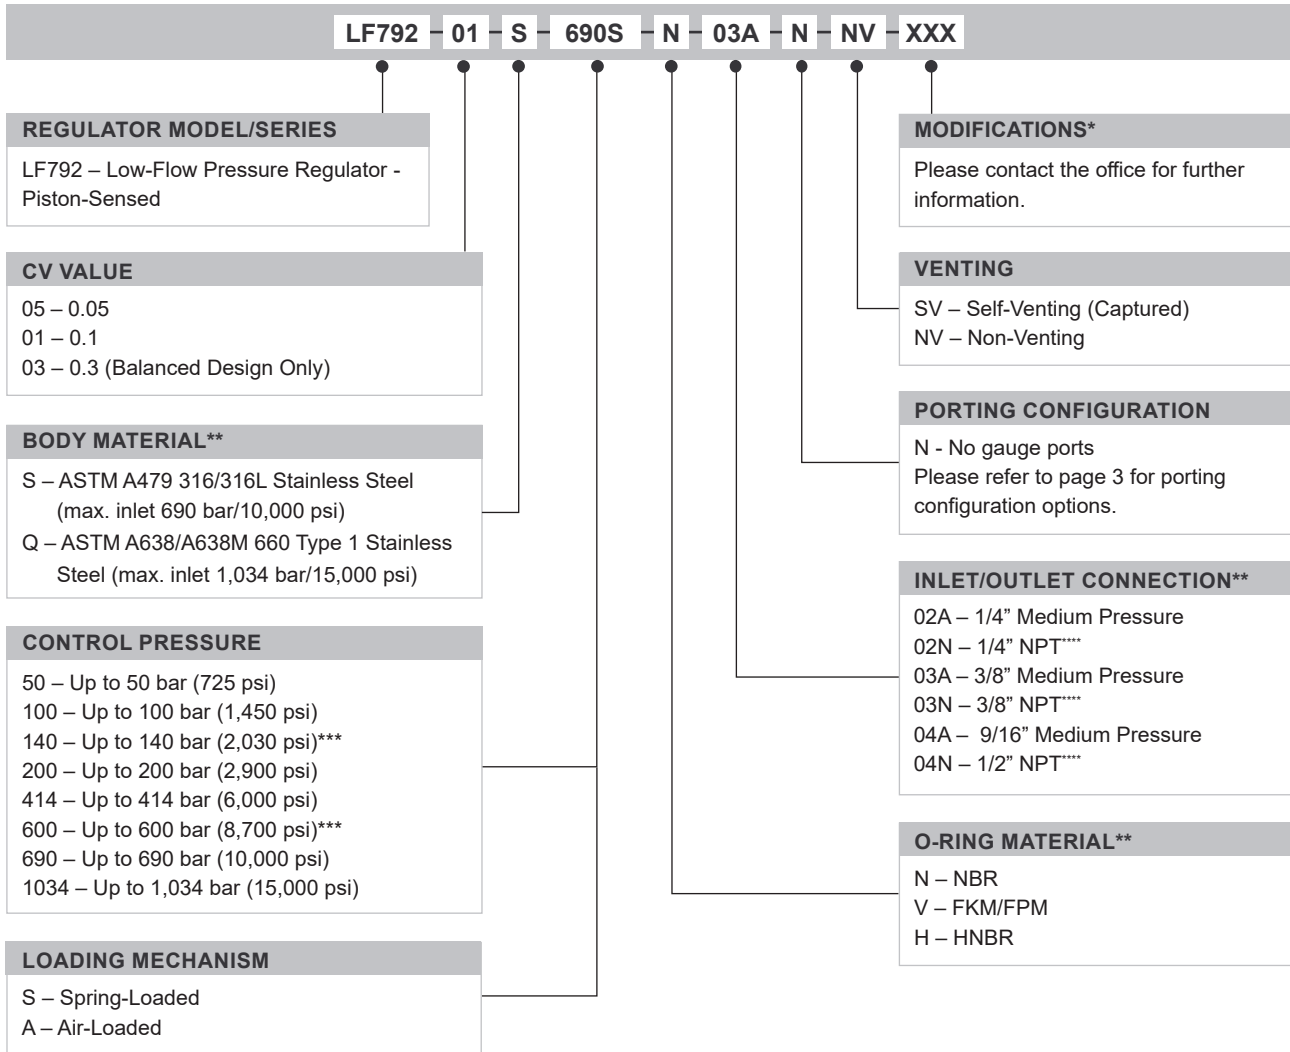 LF792 01 S 690S N 03A N NV XXX
REGULATOR MODEL/SERIES
LF792 – Low-Flow Pressure Regulator -
Piston-Sensed
CV VALUE
05 – 0.05
01 – 0.1
03 – 0.3 (Balanced Design Only)
BODY MATERIAL**
S – ASTM A479 316/316L Stainless Steel
(max. inlet 690 bar/10,000 psi)
Q – ASTM A638/A638M 660 Type 1 Stainless
Steel (max. inlet 1,034 bar/15,000 psi)
CONTROL PRESSURE
50 – Up to 50 bar (725 psi)
100 – Up to 100 bar (1,450 psi)
140 – Up to 140 bar (2,030 psi)***
200 – Up to 200 bar (2,900 psi)
414 – Up to 414 bar (6,000 psi)
600 – Up to 600 bar (8,700 psi)***
690 – Up to 690 bar (10,000 psi)
1034 – Up to 1,034 bar (15,000 psi)
LOADING MECHANISM
S – Spring-Loaded
A – Air-Loaded
MODIFICATIONS*
Please contact the office for further
information.
VENTING
SV – Self-Venting (Captured)
NV – Non-Venting
PORTING CONFIGURATION
N - No gauge ports
Please refer to page 3 for porting
configuration options.
INLET/OUTLET CONNECTION**
02A – 1/4” Medium Pressure
02N – 1/4” NPT****
03A – 3/8” Medium Pressure
03N – 3/8” NPT****
04A – 9/16” Medium Pressure
04N – 1/2” NPT****
O-RING MATERIAL**
N – NBR
V – FKM/FPM
H – HNBR